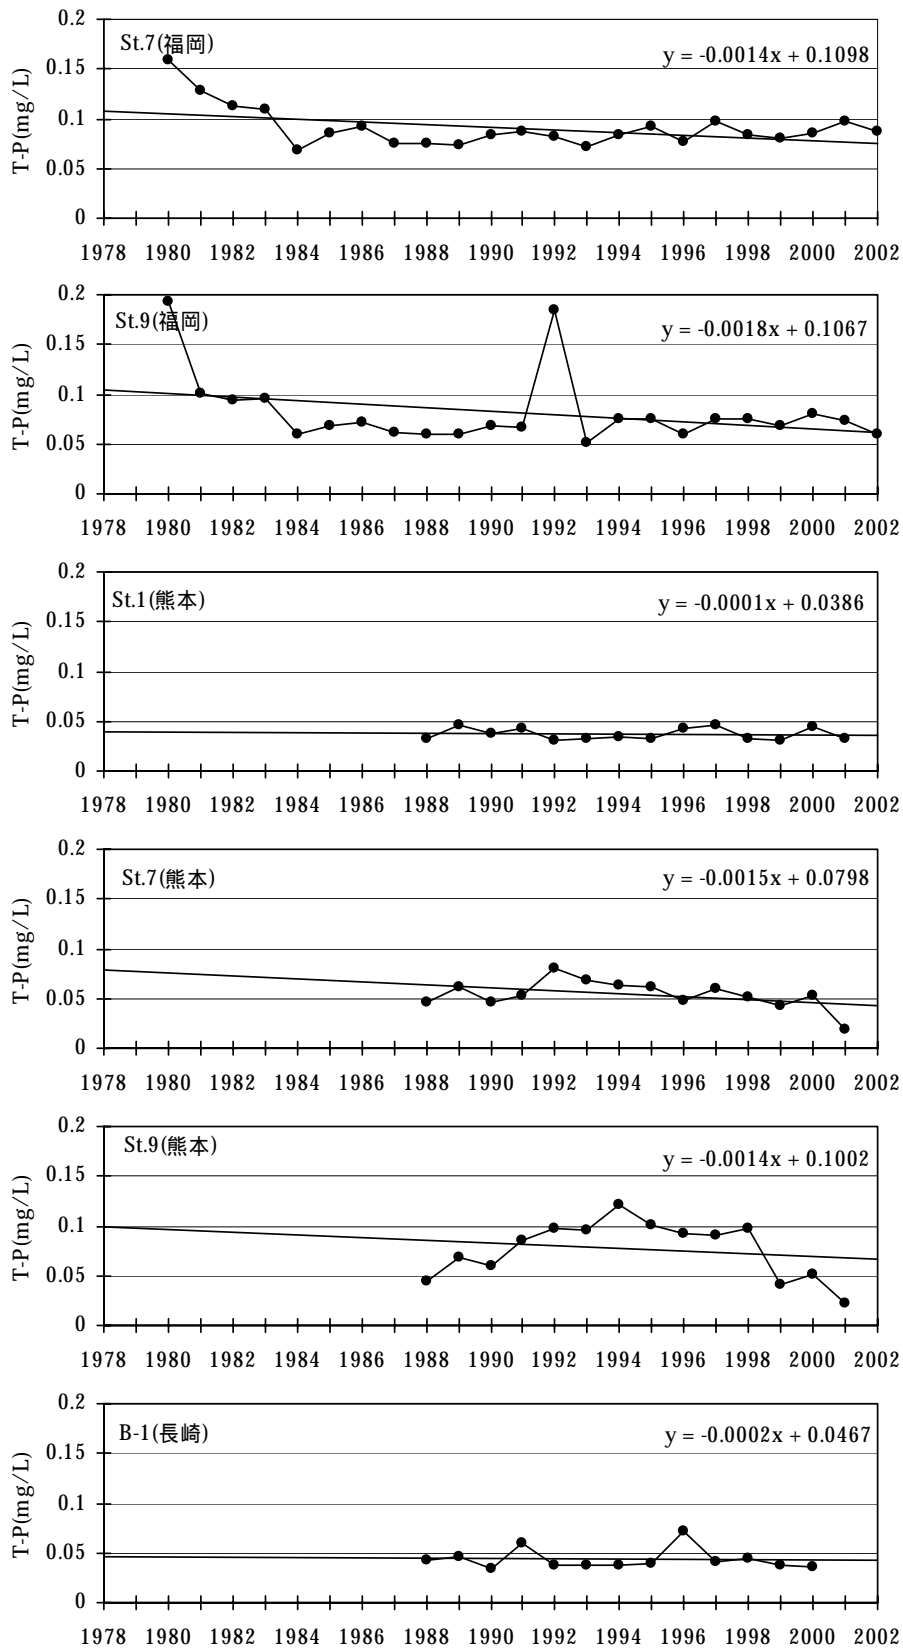 0.2
St.7(福岡)
y = -0.0014x + 0.1098
0.15
0.1
0.05
0
T-P(mg/L)
1978 1980 1982 1984 1986 1988 1990 1992 1994 1996 1998 2000 2002
0.2
St.9(福岡)
y = -0.0018x + 0.1067
0.15
0.1
0.05
0
T-P(mg/L)
1978 1980 1982 1984 1986 1988 1990 1992 1994 1996 1998 2000 2002
0.2
St.1(熊本)
y = -0.0001x + 0.0386
0.15
0.1
0.05
0
T-P(mg/L)
1978 1980 1982 1984 1986 1988 1990 1992 1994 1996 1998 2000 2002
0.2
St.7(熊本)
y = -0.0015x + 0.0798
0.15
0.1
0.05
0
T-P(mg/L)
1978 1980 1982 1984 1986 1988 1990 1992 1994 1996 1998 2000 2002
0.2
St.9(熊本)
y = -0.0014x + 0.1002
0.15
0.1
0.05
0
T-P(mg/L)
1978 1980 1982 1984 1986 1988 1990 1992 1994 1996 1998 2000 2002
0.2
B-1(長崎)
y = -0.0002x + 0.0467
0.15
0.1
0.05
0
T-P(mg/L)
1978 1980 1982 1984 1986 1988 1990 1992 1994 1996 1998 2000 2002